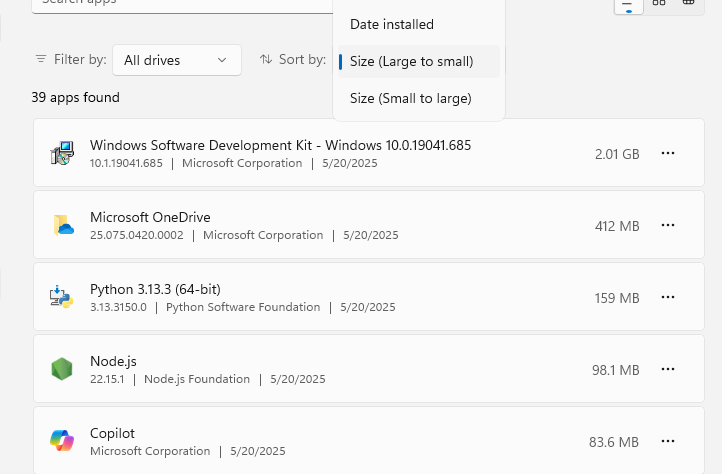 Search apps
Date installed
Filter by: All drives Sort by: Size (Large to small)
Size (Small to large)
39 apps found
Windows Software Development Kit - Windows 10.0.19041.685
10.1.19041.685 | Microsoft Corporation | 5/20/2025
2.01 GB
Microsoft OneDrive
25.075.0420.0002 | Microsoft Corporation | 5/20/2025
412 MB
Python 3.13.3 (64-bit)
3.13.3150.0 | Python Software Foundation | 5/20/2025
159 MB
Node.js
22.15.1 | Node.js Foundation | 5/20/2025
98.1 MB
Copilot
Microsoft Corporation | 5/20/2025
83.6 MB